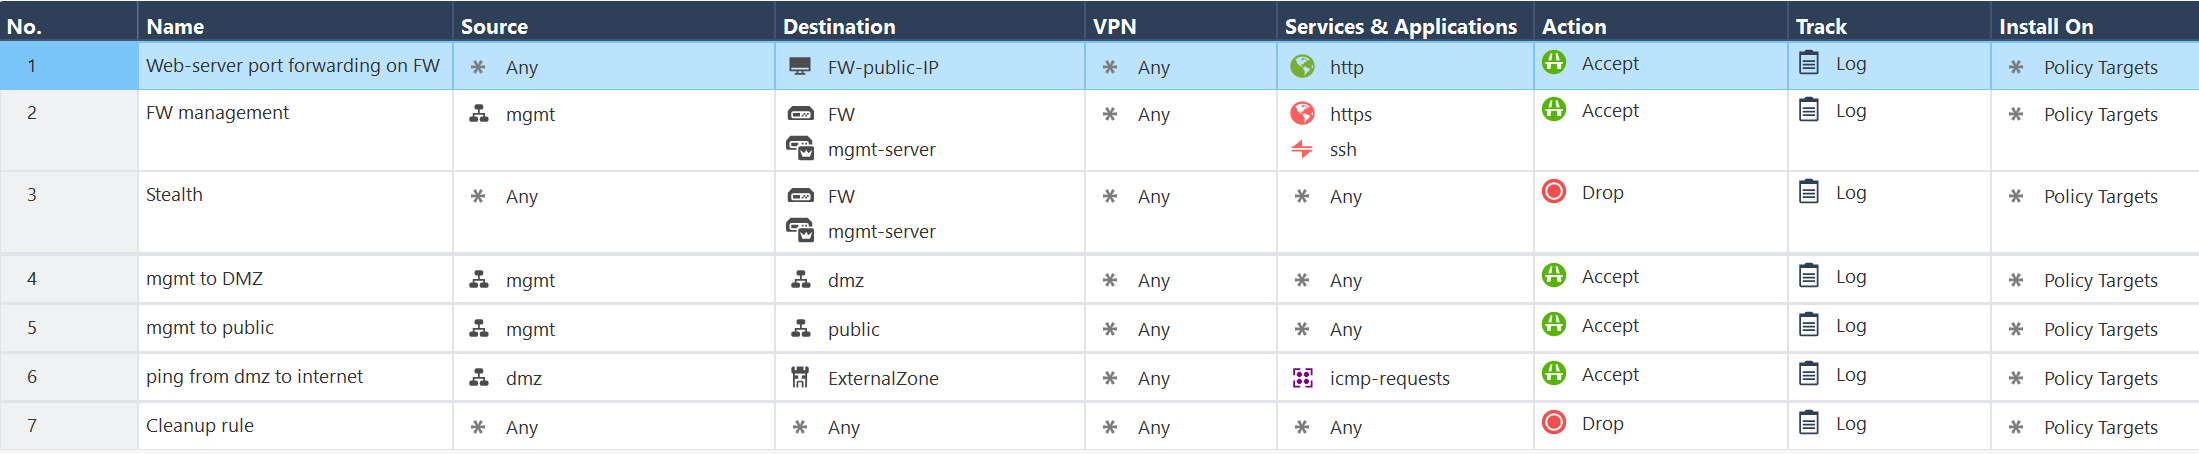 No. Name Source Destination VPN Services & Applications Action Track Install On
1 Web-server port forwarding on FW Any FW-public-IP Any http Accept Log Policy Targets
2 FW management mgmt FW Any https Accept Log Policy Targets
mgmt-server ssh
3 Stealth Any FW Any Any Drop Log Policy Targets
mgmt-server
4 mgmt to DMZ mgmt dmz Any Any Accept Log Policy Targets
5 mgmt to public mgmt public Any Any Accept Log Policy Targets
6 ping from dmz to internet dmz ExternalZone Any icmp-requests Accept Log Policy Targets
7 Cleanup rule Any Any Any Any Drop Log Policy Targets